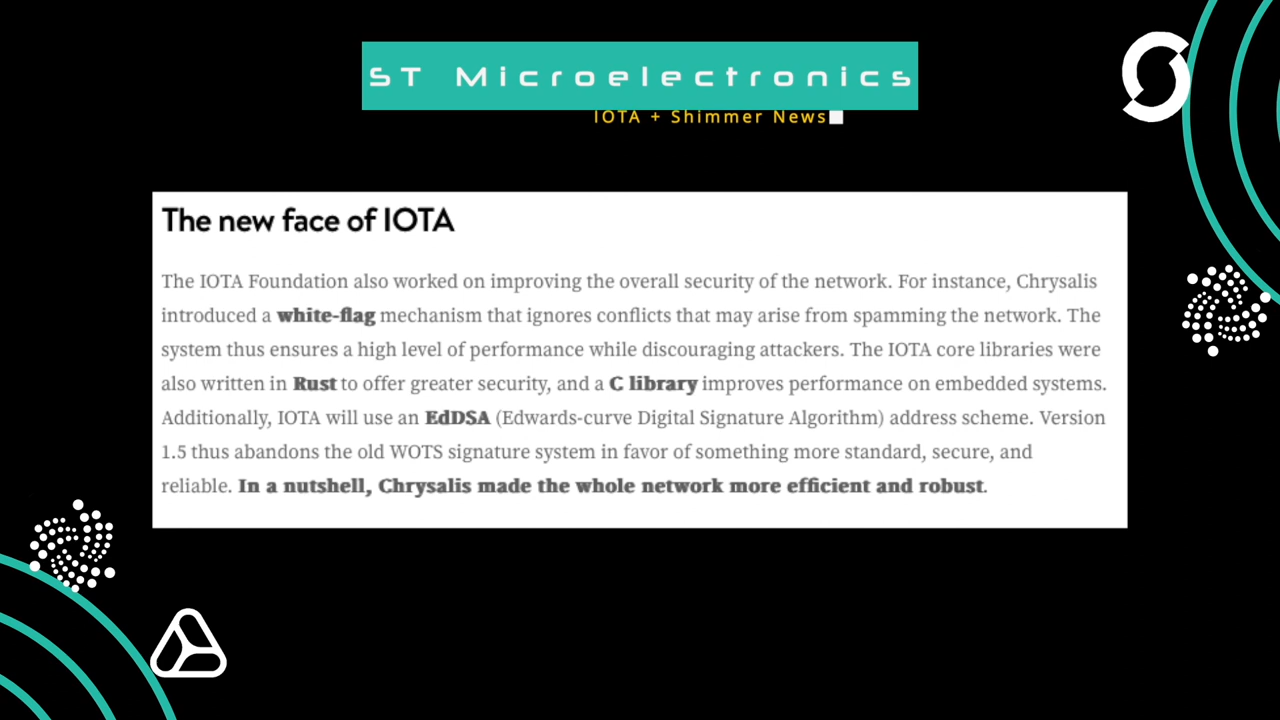 ST Microelectronics
IOTA + Shimmer News
The new face of IOTA
The IOTA Foundation also worked on improving the overall security of the network. For instance, Chrysalis
introduced a white-flag mechanism that ignores conflicts that may arise from spamming the network. The
system thus ensures a high level of performance while discouraging attackers. The IOTA core libraries were
also written in Rust to offer greater security, and a C library improves performance on embedded systems.
Additionally, IOTA will use an EdDSA (Edwards-curve Digital Signature Algorithm) address scheme. Version
1.5 thus abandons the old WOTS signature system in favor of something more standard, secure, and
reliable. In a nutshell, Chrysalis made the whole network more efficient and robust.